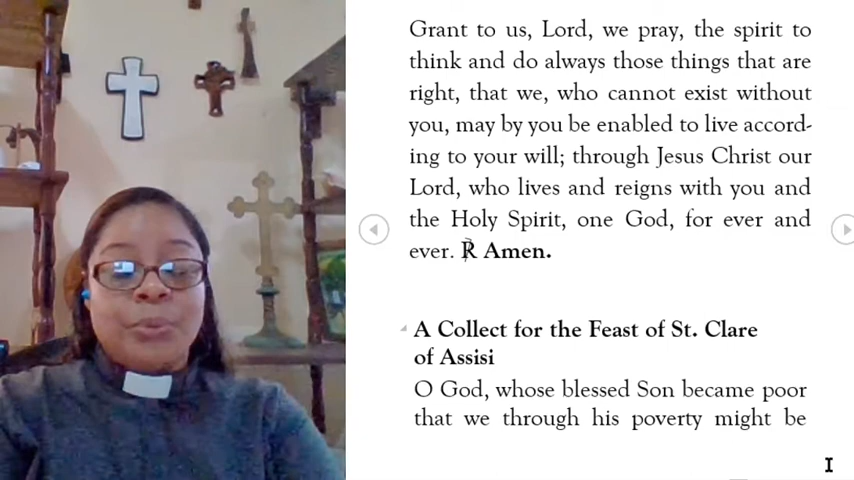 Grant to us, Lord, we pray, the spirit to
think and do always those things that are
right, that we, who cannot exist without
you, may by you be enabled to live accord-
ing to your will; through Jesus Christ our
Lord, who lives and reigns with you and
the Holy Spirit, one God, for ever and
ever. ℟ Amen.
A Collect for the Feast of St. Clare
of Assisi
O God, whose blessed Son became poor
that we through his poverty might be